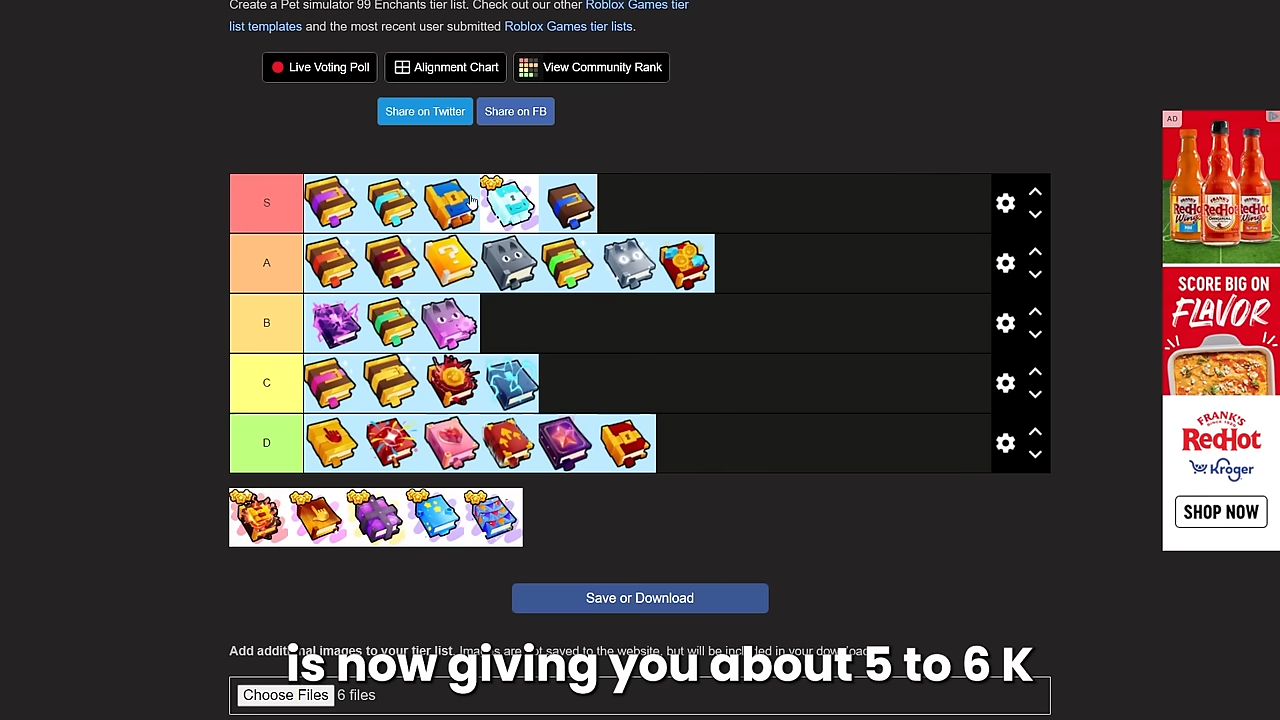 Create a Pet simulator 99 Enchants tier list. Check out our other Roblox Games tier
list templates and the most recent user submitted Roblox Games tier lists.
Live Voting Poll
Alignment Chart
View Community Rank
Share on Twitter
Share on FB
AD
S
A
?
B
C
D
SCORE BIG ON
FLAVOR
FRANK'S
RedHot
Kroger
SHOP NOW
Save or Download
Add additional images to your tier list. Images are not saved to the website, but will be included in your
is now giving you about 5 to 6 K
Choose Files 6 files